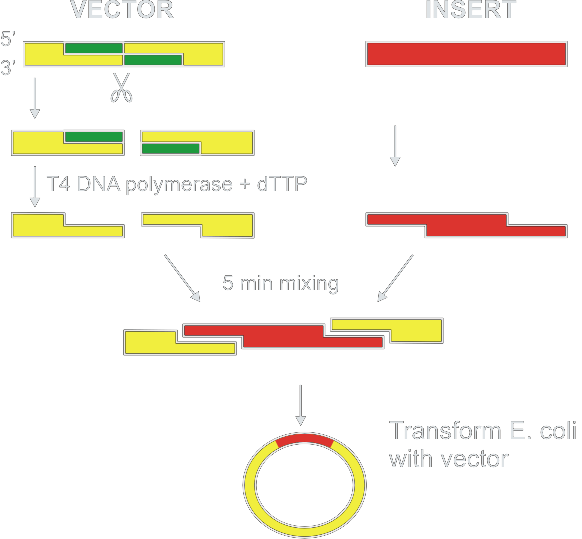 VECTOR
INSERT
5'
3'
T4 DNA polymerase + dTTP
5 min mixing
Transform E. coli
with vector